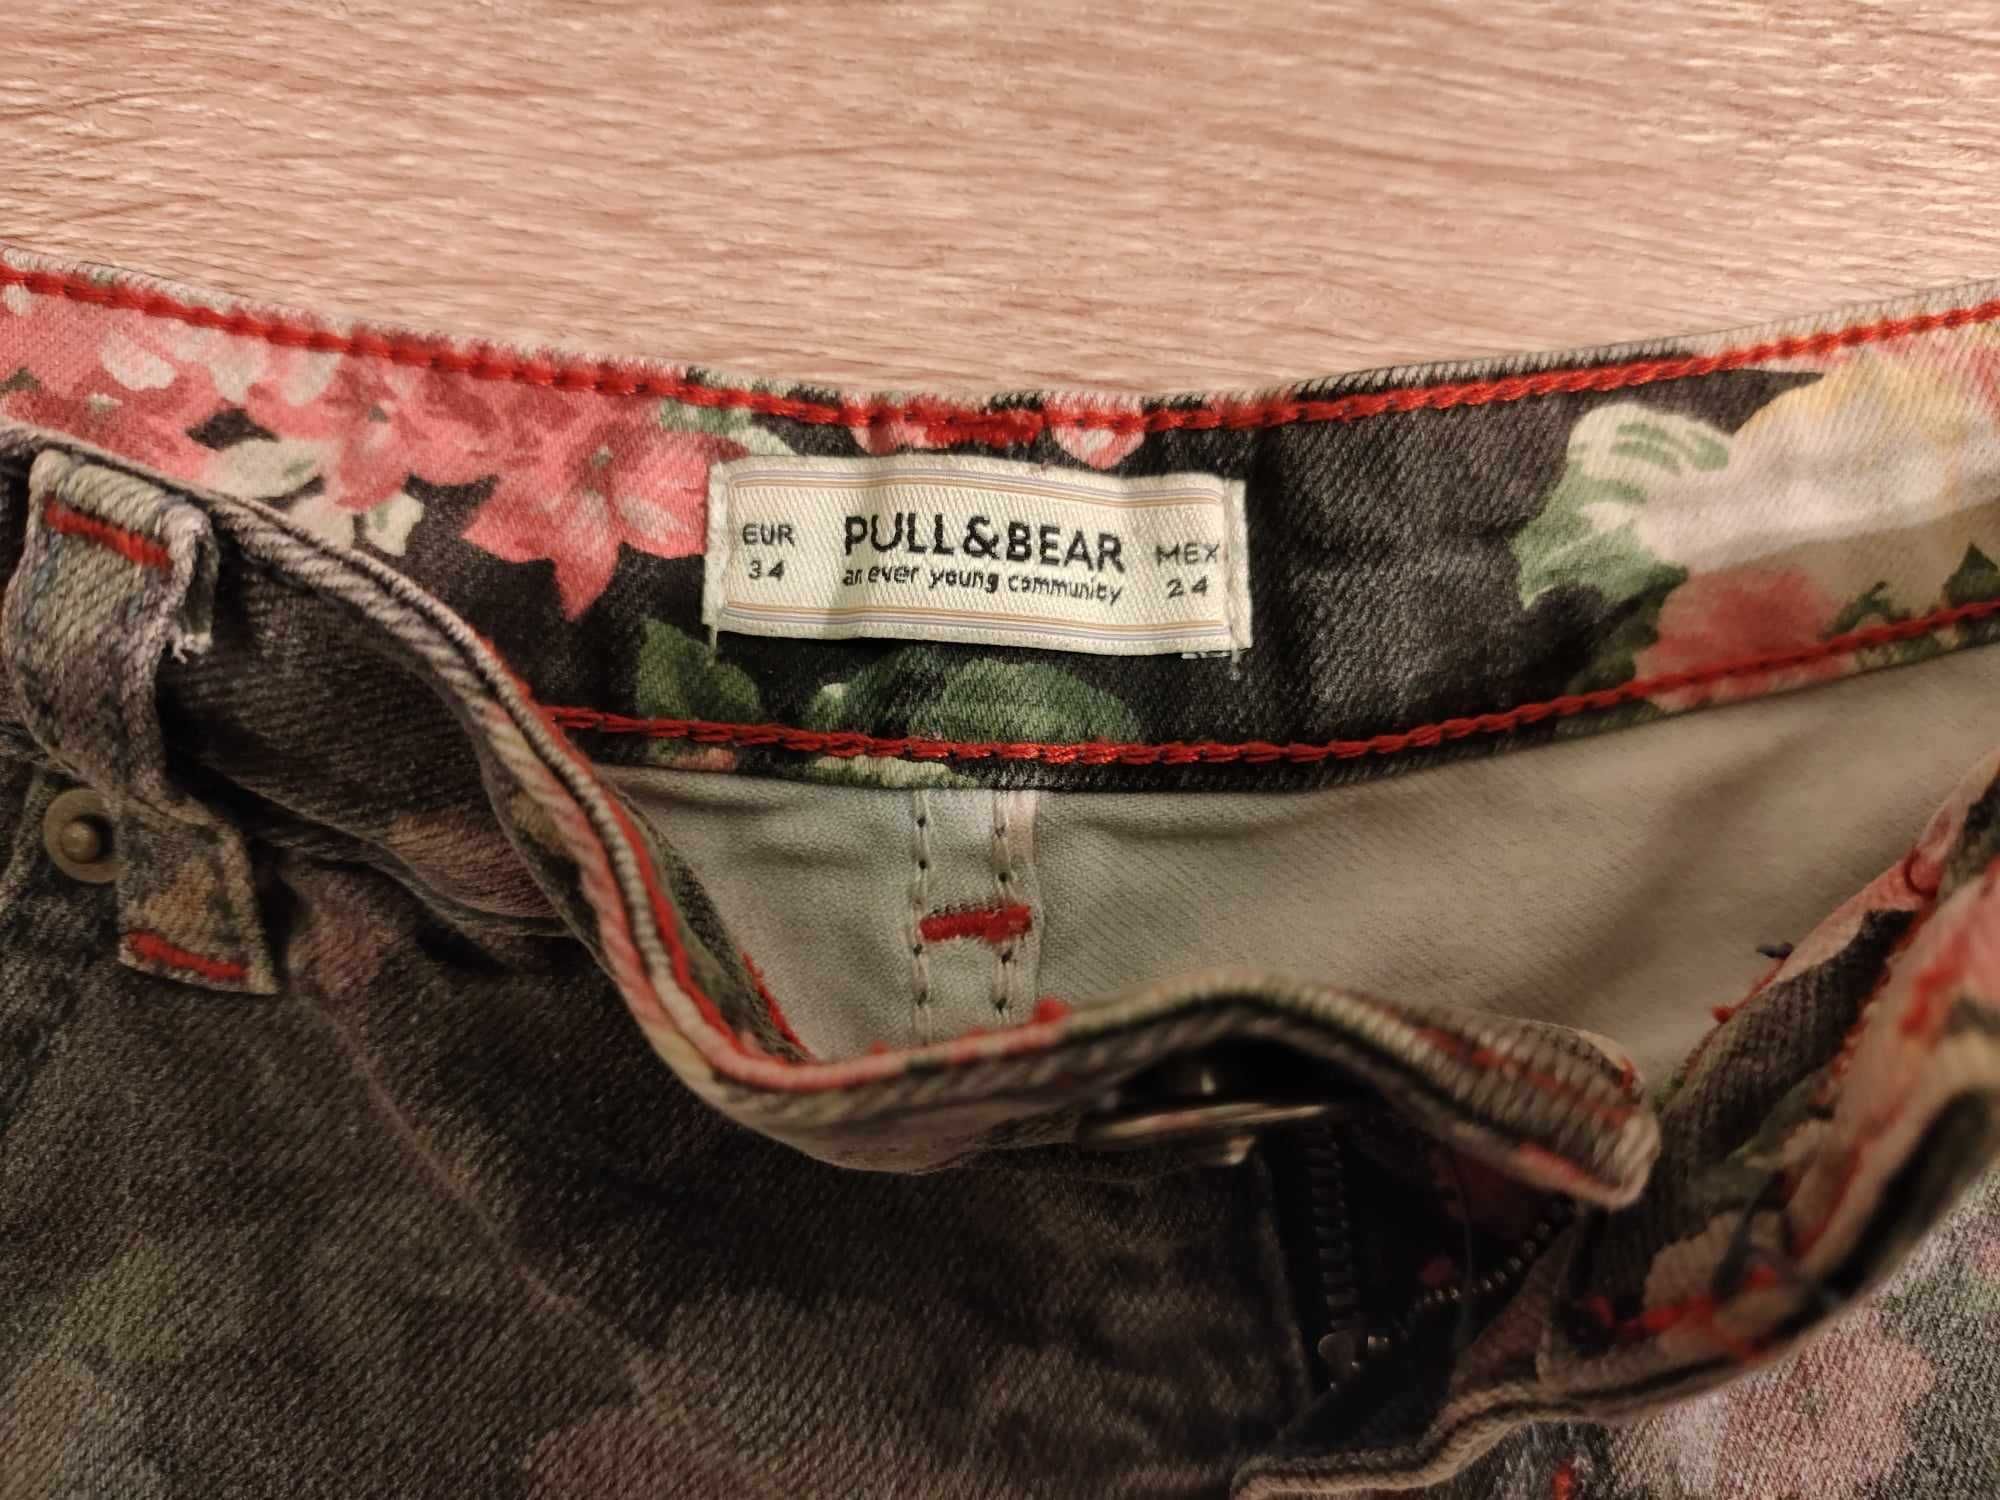 EUR
34
PULL&BEAR
an ever young community
MEX
24